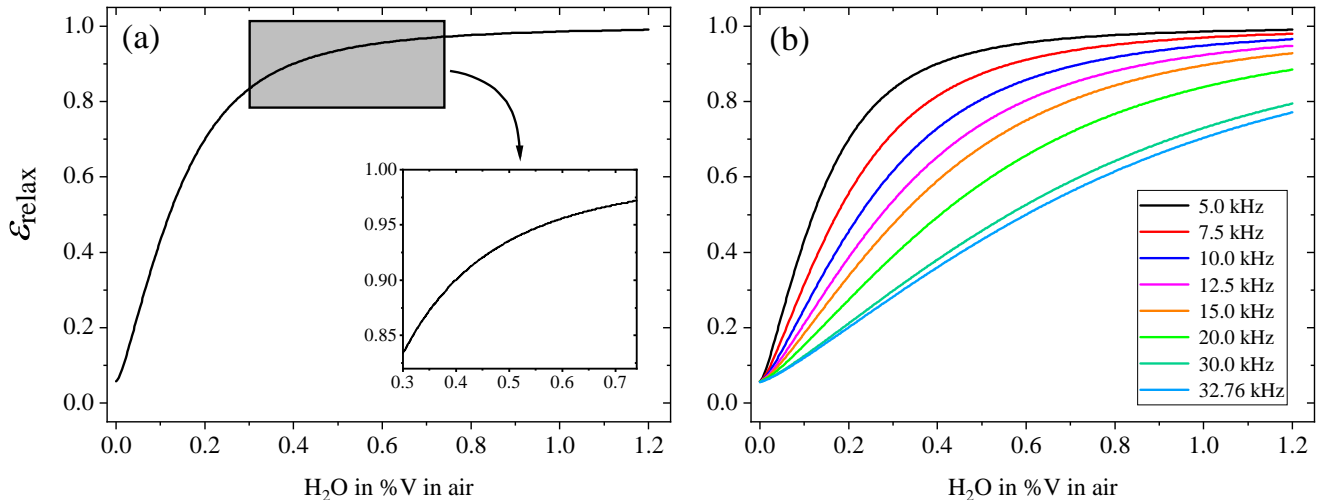 (a)
ε_relax
1.0
0.8
0.6
0.4
0.2
0.0
0.0 0.2 0.4 0.6 0.8 1.0 1.2
H₂O in %V in air
1.00
0.95
0.90
0.85
0.3 0.4 0.5 0.6 0.7
(b)
1.0
0.8
0.6
0.4
0.2
0.0
0.0 0.2 0.4 0.6 0.8 1.0 1.2
H₂O in %V in air
5.0 kHz
7.5 kHz
10.0 kHz
12.5 kHz
15.0 kHz
20.0 kHz
30.0 kHz
32.76 kHz